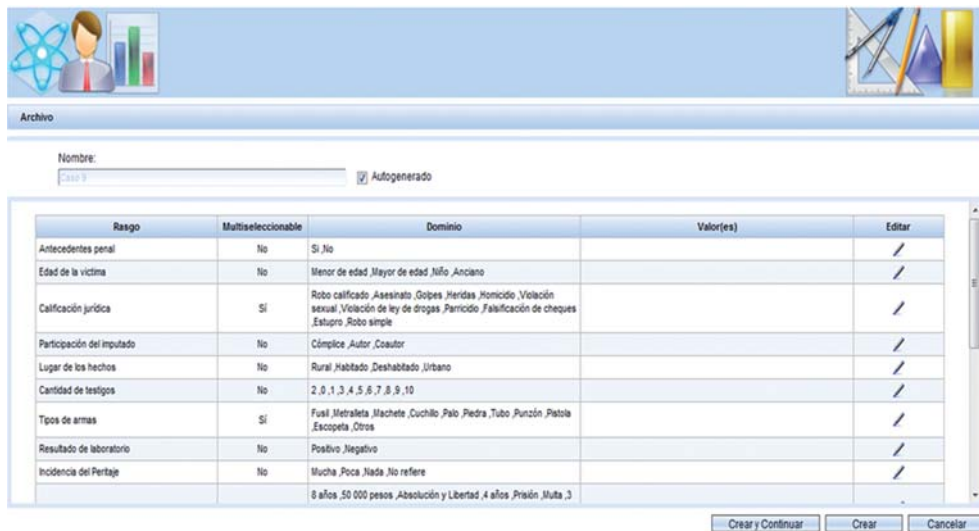 Archivo
Nombre:
Caso 9
Autogenerado
Rasgo Multiseleccionable Dominio Valor(es) Editar
Antecedentes penal No Si ,No
Edad de la victima No Menor de edad ,Mayor de edad ,Niño ,Anciano
Calificación jurídica Sí Robo calificado ,Asesinato ,Golpes ,Heridas ,Homicidio ,Violación
sexual ,Violación de ley de drogas ,Parricidio ,Falsificación de cheques
,Estupro ,Robo simple
Participación del imputado No Cómplice ,Autor ,Coautor
Lugar de los hechos No Rural ,Habitado ,Deshabitado ,Urbano
Cantidad de testigos No 2 ,0 ,1 ,3 ,4 ,5 ,6 ,7 ,8 ,9 ,10
Tipos de armas Sí Fusil ,Metralleta ,Machete ,Cuchillo ,Palo ,Piedra ,Tubo ,Punzón ,Pistola
,Escopeta ,Otros
Resultado de laboratorio No Positivo ,Negativo
Incidencia del Peritaje No Mucha ,Poca ,Nada ,No refiere
8 años ,50 000 pesos ,Absolución y Libertad ,4 años ,Prisión ,Multa ,3
Crear y Continuar Crear Cancelar